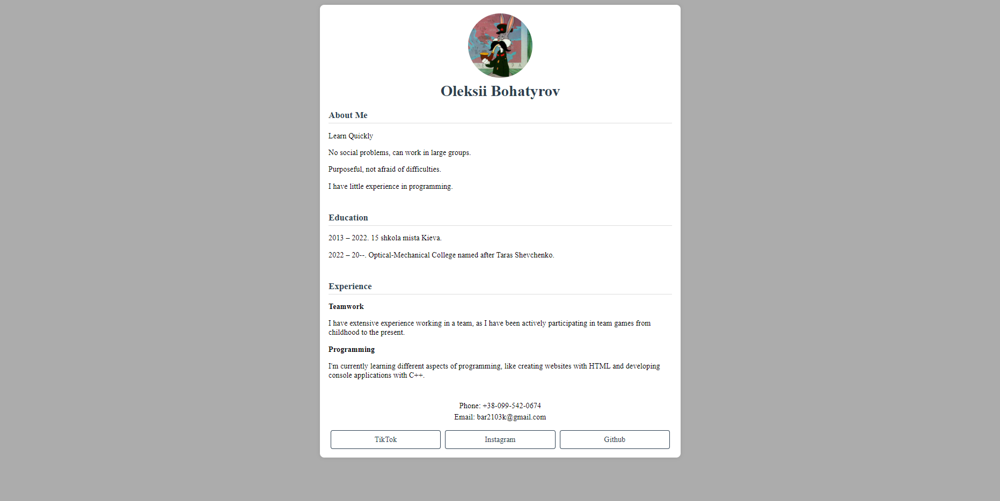 Oleksii Bohatyrov
About Me
Learn Quickly
No social problems, can work in large groups.
Purposeful, not afraid of difficulties.
I have little experience in programming.
Education
2013 – 2022. 15 shkola mista Kieva.
2022 – 20--. Optical-Mechanical College named after Taras Shevchenko.
Experience
Teamwork
I have extensive experience working in a team, as I have been actively participating in team games from
childhood to the present.
Programming
I'm currently learning different aspects of programming, like creating websites with HTML and developing
console applications with C++.
Phone: +38-099-542-0674
Email: bar2103k@gmail.com
TikTok
Instagram
Github